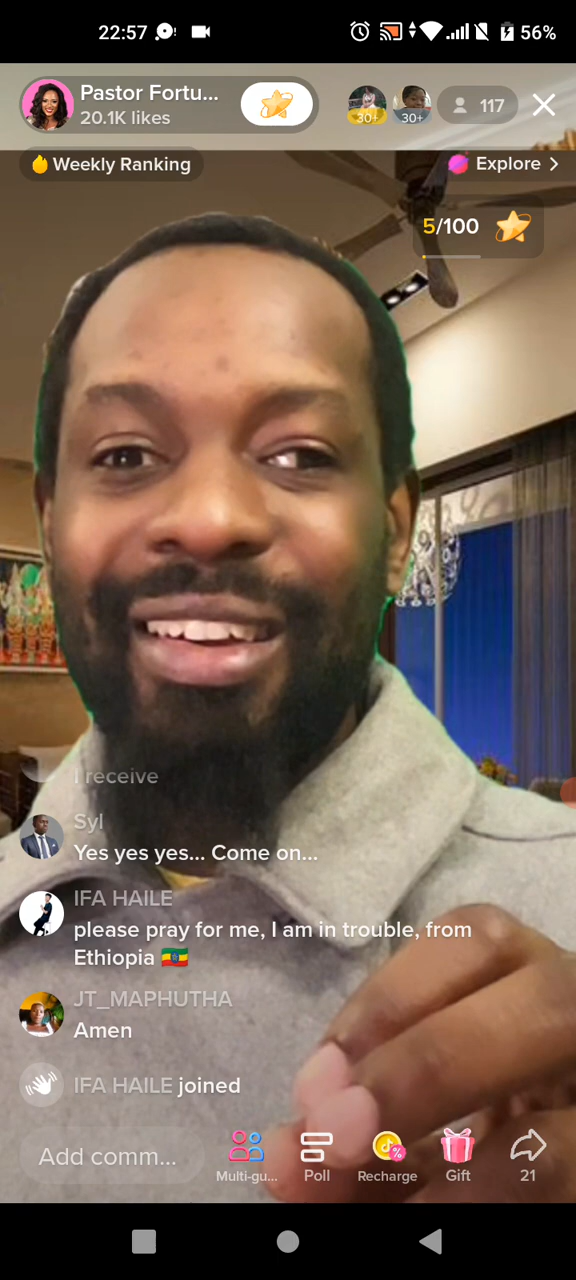 22:57
56%
Pastor Fortu...
20.1K likes
30+
30+
117
Weekly Ranking
Explore >
5/100
I receive
Syl
Yes yes yes... Come on...
IFA HAILE
please pray for me, I am in trouble, from
Ethiopia 🇪🇹
JT_MAPHUTHA
Amen
IFA HAILE joined
Add comm...
Multi-gu...
Poll
Recharge
Gift
21